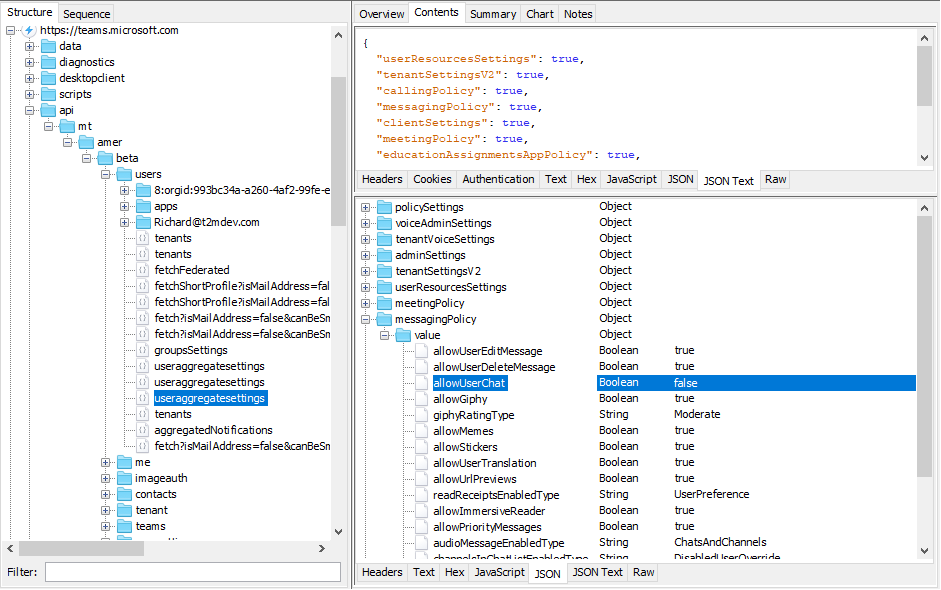 Structure
Sequence
https://teams.microsoft.com
data
diagnostics
desktopclient
scripts
api
mt
amer
beta
users
8:orgid:993bc34a-a260-4af2-99fe-e
apps
Richard@t2mdev.com
tenants
tenants
fetchFederated
fetchShortProfile?isMailAddress=fal
fetchShortProfile?isMailAddress=fal
fetch?isMailAddress=false&canBeSm
fetch?isMailAddress=false&canBeSm
groupsSettings
useraggregatesettings
useraggregatesettings
useraggregatesettings
tenants
aggregatedNotifications
fetch?isMailAddress=false&canBeSm
me
imageauth
contacts
tenant
teams
Filter:
Overview Contents Summary Chart Notes
{
"userResourcesSettings": true,
"tenantSettingsV2": true,
"callingPolicy": true,
"messagingPolicy": true,
"clientSettings": true,
"meetingPolicy": true,
"educationAssignmentsAppPolicy": true,
Headers Cookies Authentication Text Hex JavaScript JSON JSON Text Raw
policySettings Object
voiceAdminSettings Object
tenantVoiceSettings Object
adminSettings Object
tenantSettingsV2 Object
userResourcesSettings Object
meetingPolicy Object
messagingPolicy Object
value Object
allowUserEditMessage Boolean true
allowUserDeleteMessage Boolean true
allowUserChat Boolean false
allowGiphy Boolean true
giphyRatingType String Moderate
allowMemes Boolean true
allowStickers Boolean true
allowUserTranslation Boolean true
allowUrlPreviews Boolean true
readReceiptsEnabledType String UserPreference
allowImmersiveReader Boolean true
allowPriorityMessages Boolean true
audioMessageEnabledType String ChatsAndChannels
channelsInChatListEnabledType String DisabledUserOverride
Headers Text Hex JavaScript JSON JSON Text Raw